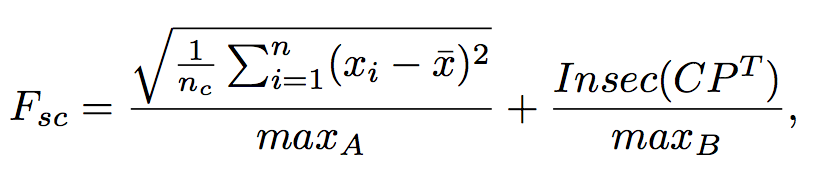 F_{sc} = \frac{\sqrt{\frac{1}{n_c} \sum_{i=1}^{n} (x_i - \bar{x})^2}}{max_A} + \frac{Insec(CP^T)}{max_B},